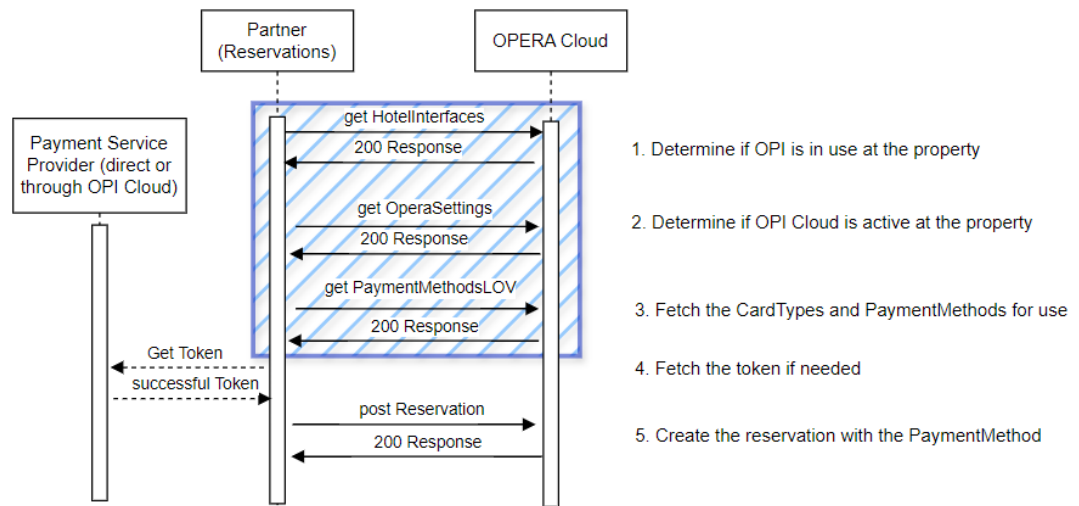 Partner
(Reservations)
OPERA Cloud
Payment Service
Provider (direct or
through OPI Cloud)
get HotelInterfaces
200 Response
1. Determine if OPI is in use at the property
get OperaSettings
200 Response
2. Determine if OPI Cloud is active at the property
get PaymentMethodsLOV
200 Response
3. Fetch the CardTypes and PaymentMethods for use
Get Token
successful Token
4. Fetch the token if needed
post Reservation
200 Response
5. Create the reservation with the PaymentMethod